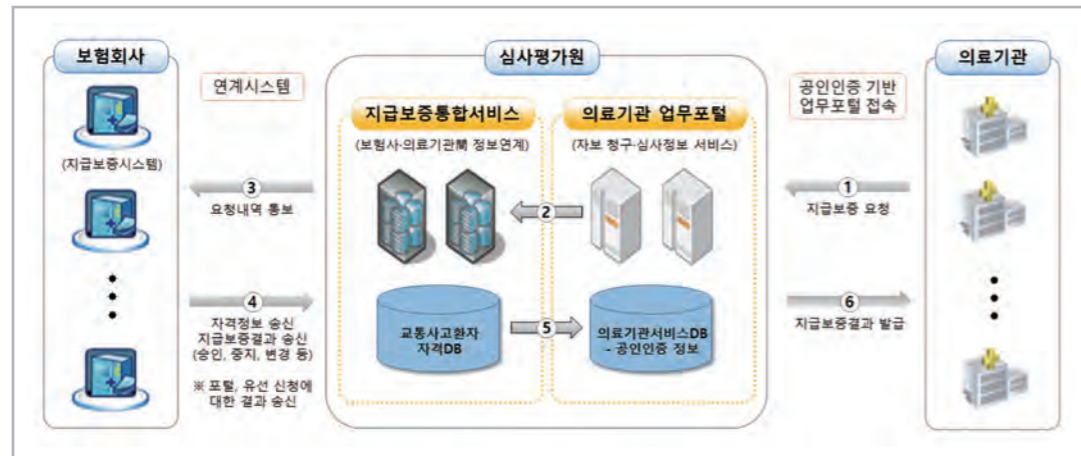 보험회사
심사평가원
의료기관
연계시스템
공인인증 기반
업무포털 접속
지급보증통합서비스
의료기관 업무포털
(보험사·의료기관間 정보연계)
(자보 청구·심사정보 서비스)
(지급보증시스템)
3
요청내역 통보
2
1
지급보증 요청
4
자격정보 송신
지급보증결과 송신
(승인, 중지, 변경 등)
※ 포털, 유선 신청에
대한 결과 송신
교통사고환자
자격DB
5
의료기관서비스DB
- 공인인증 정보
6
지급보증결과 발급